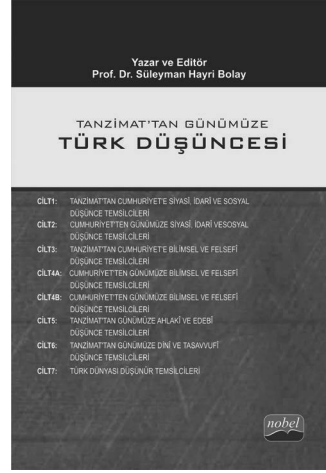 Yazar ve Editör
Prof. Dr. Süleyman Hayri Bolay
TANZİMAT'TAN GÜNÜMÜZE
TÜRK DÜŞÜNCESİ
CİLT1: TANZİMAT'TAN CUMHURİYET'E SİYASİ, İDARİ VE SOSYAL
DÜŞÜNCE TEMSİLCİLERİ
CİLT2: CUMHURİYET'TEN GÜNÜMÜZE SİYASİ, İDARİ VESOSYAL
DÜŞÜNCE TEMSİLCİLERİ
CİLT3: TANZİMAT'TAN CUMHURİYET'E BİLİMSEL VE FELSEFİ
DÜŞÜNCE TEMSİLCİLERİ
CİLT4A: CUMHURİYET'TEN GÜNÜMÜZE BİLİMSEL VE FELSEFİ
DÜŞÜNCE TEMSİLCİLERİ
CİLT4B: CUMHURİYET'TEN GÜNÜMÜZE BİLİMSEL VE FELSEFİ
DÜŞÜNCE TEMSİLCİLERİ
CİLT5: TANZİMAT'TAN GÜNÜMÜZE AHLAKİ VE EDEBİ
DÜŞÜNCE TEMSİLCİLERİ
CİLT6: TANZİMAT'TAN GÜNÜMÜZE DİNİ VE TASAVVUFİ
DÜŞÜNCE TEMSİLCİLERİ
CİLT7: TÜRK DÜNYASI DÜŞÜNÜR TEMSİLCİLERİ
nobel